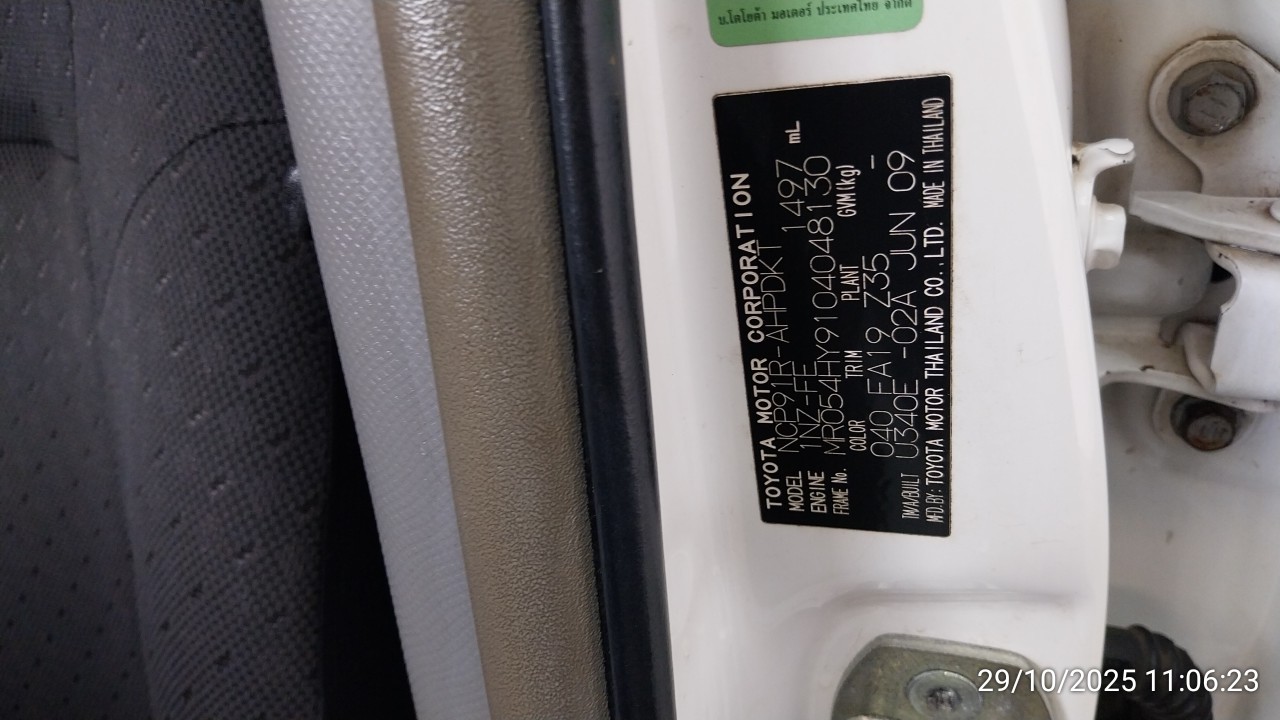 บ.โตโยต้า มอเตอร์ ประเทศไทย จำกัด
TOYOTA MOTOR CORPORATION
MODEL NCP91R-AHPDKT 1497 mL
ENGINE 1NZ-FE
FRAME No. MR054HY9104048130
COLOR TRIM PLANT GVM(kg)
040 FA19 Z35 -
TM/A/BUILT U340E -02A JUN 09
MFD.BY: TOYOTA MOTOR THAILAND CO.,LTD. MADE IN THAILAND
29/10/2025 11:06:23